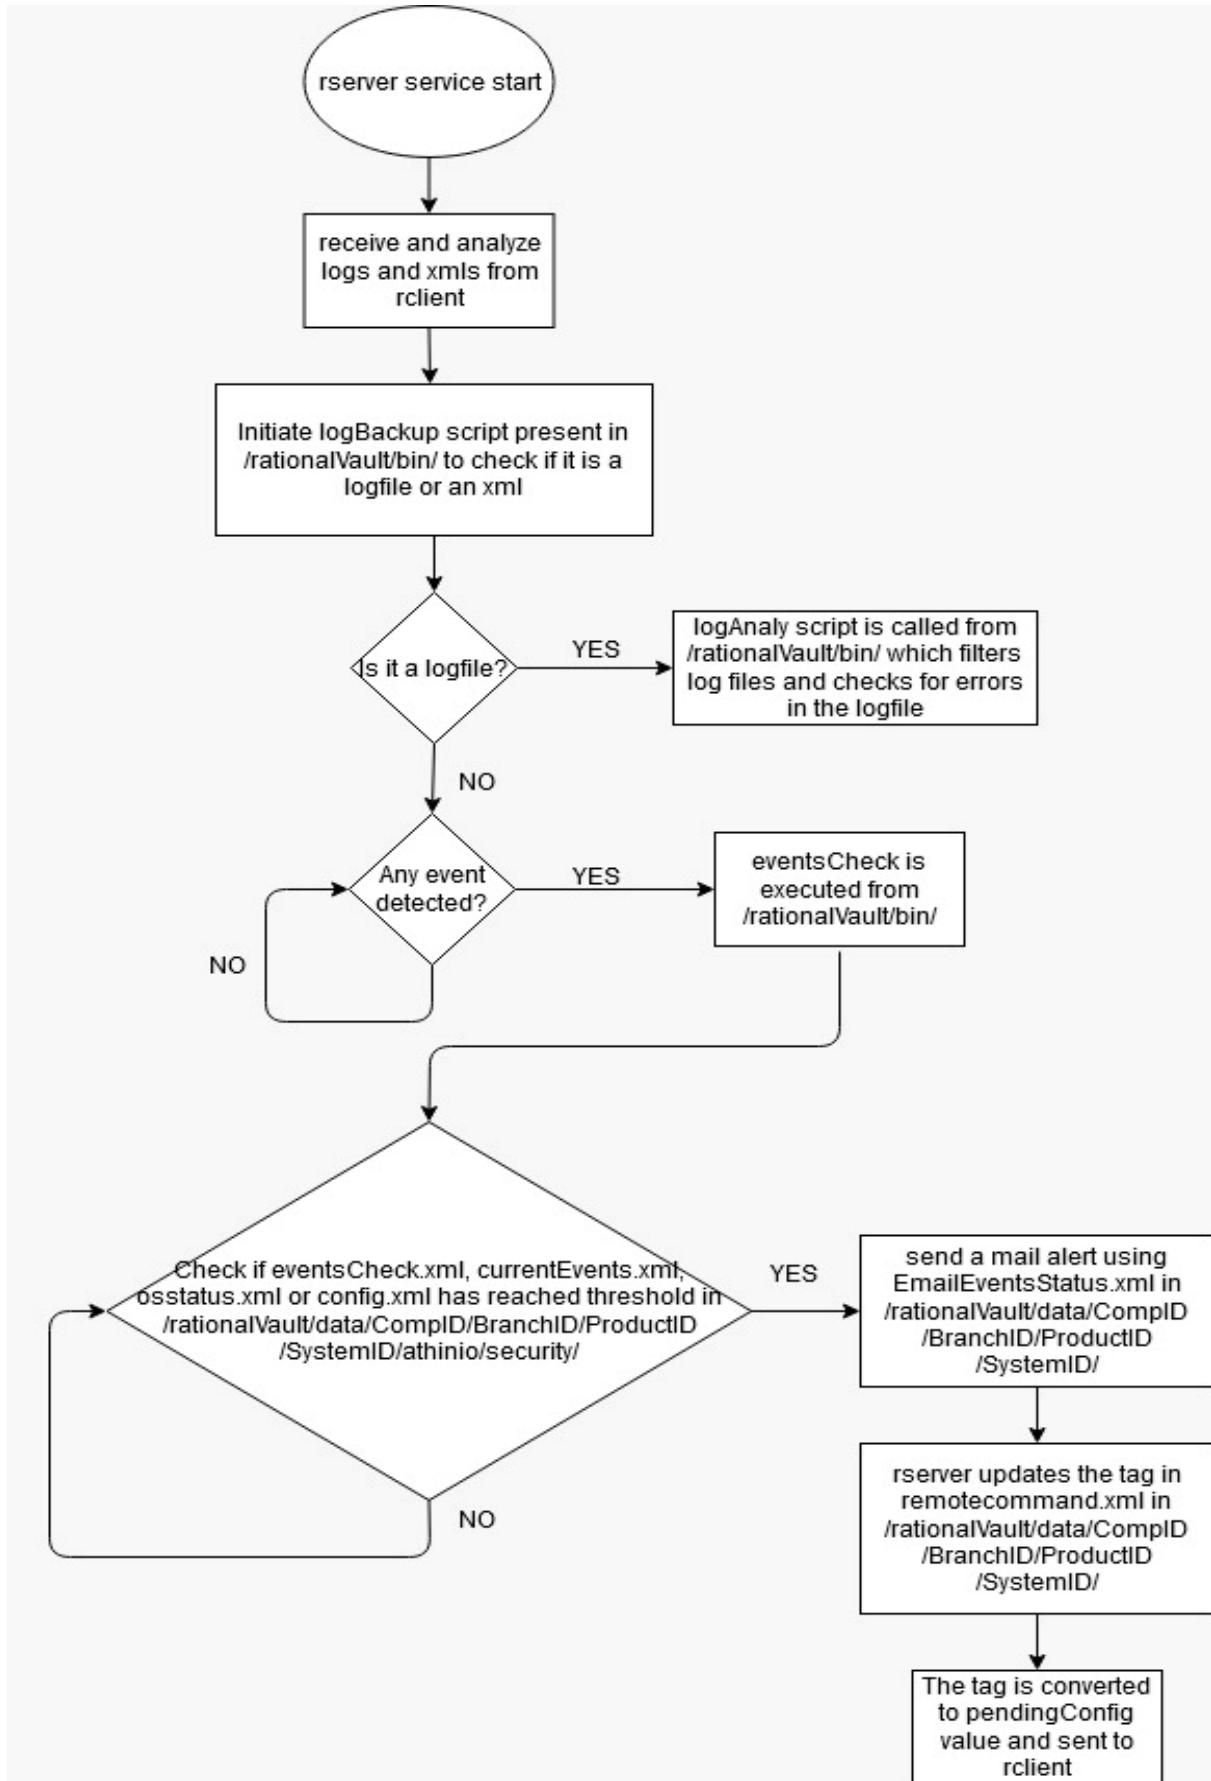 rserver service start
receive and analyze
logs and xmls from
rclient
Initiate logBackup script present in
/rationalVault/bin/ to check if it is a
logfile or an xml
Is it a logfile?
YES
logAnaly script is called from
/rationalVault/bin/ which filters
log files and checks for errors
in the logfile
NO
Any event
detected?
YES
eventsCheck is
executed from
/rationalVault/bin/
NO
Check if eventsCheck.xml, currentEvents.xml,
osstatus.xml or config.xml has reached threshold in
/rationalVault/data/CompID/BranchID/ProductID
/SystemID/athinio/security/
YES
send a mail alert using
EmailEventsStatus.xml in
/rationalVault/data/CompID
/BranchID/ProductID
/SystemID/
NO
rserver updates the tag in
remotecommand.xml in
/rationalVault/data/CompID
/BranchID/ProductID
/SystemID/
The tag is converted
to pendingConfig
value and sent to
rclient